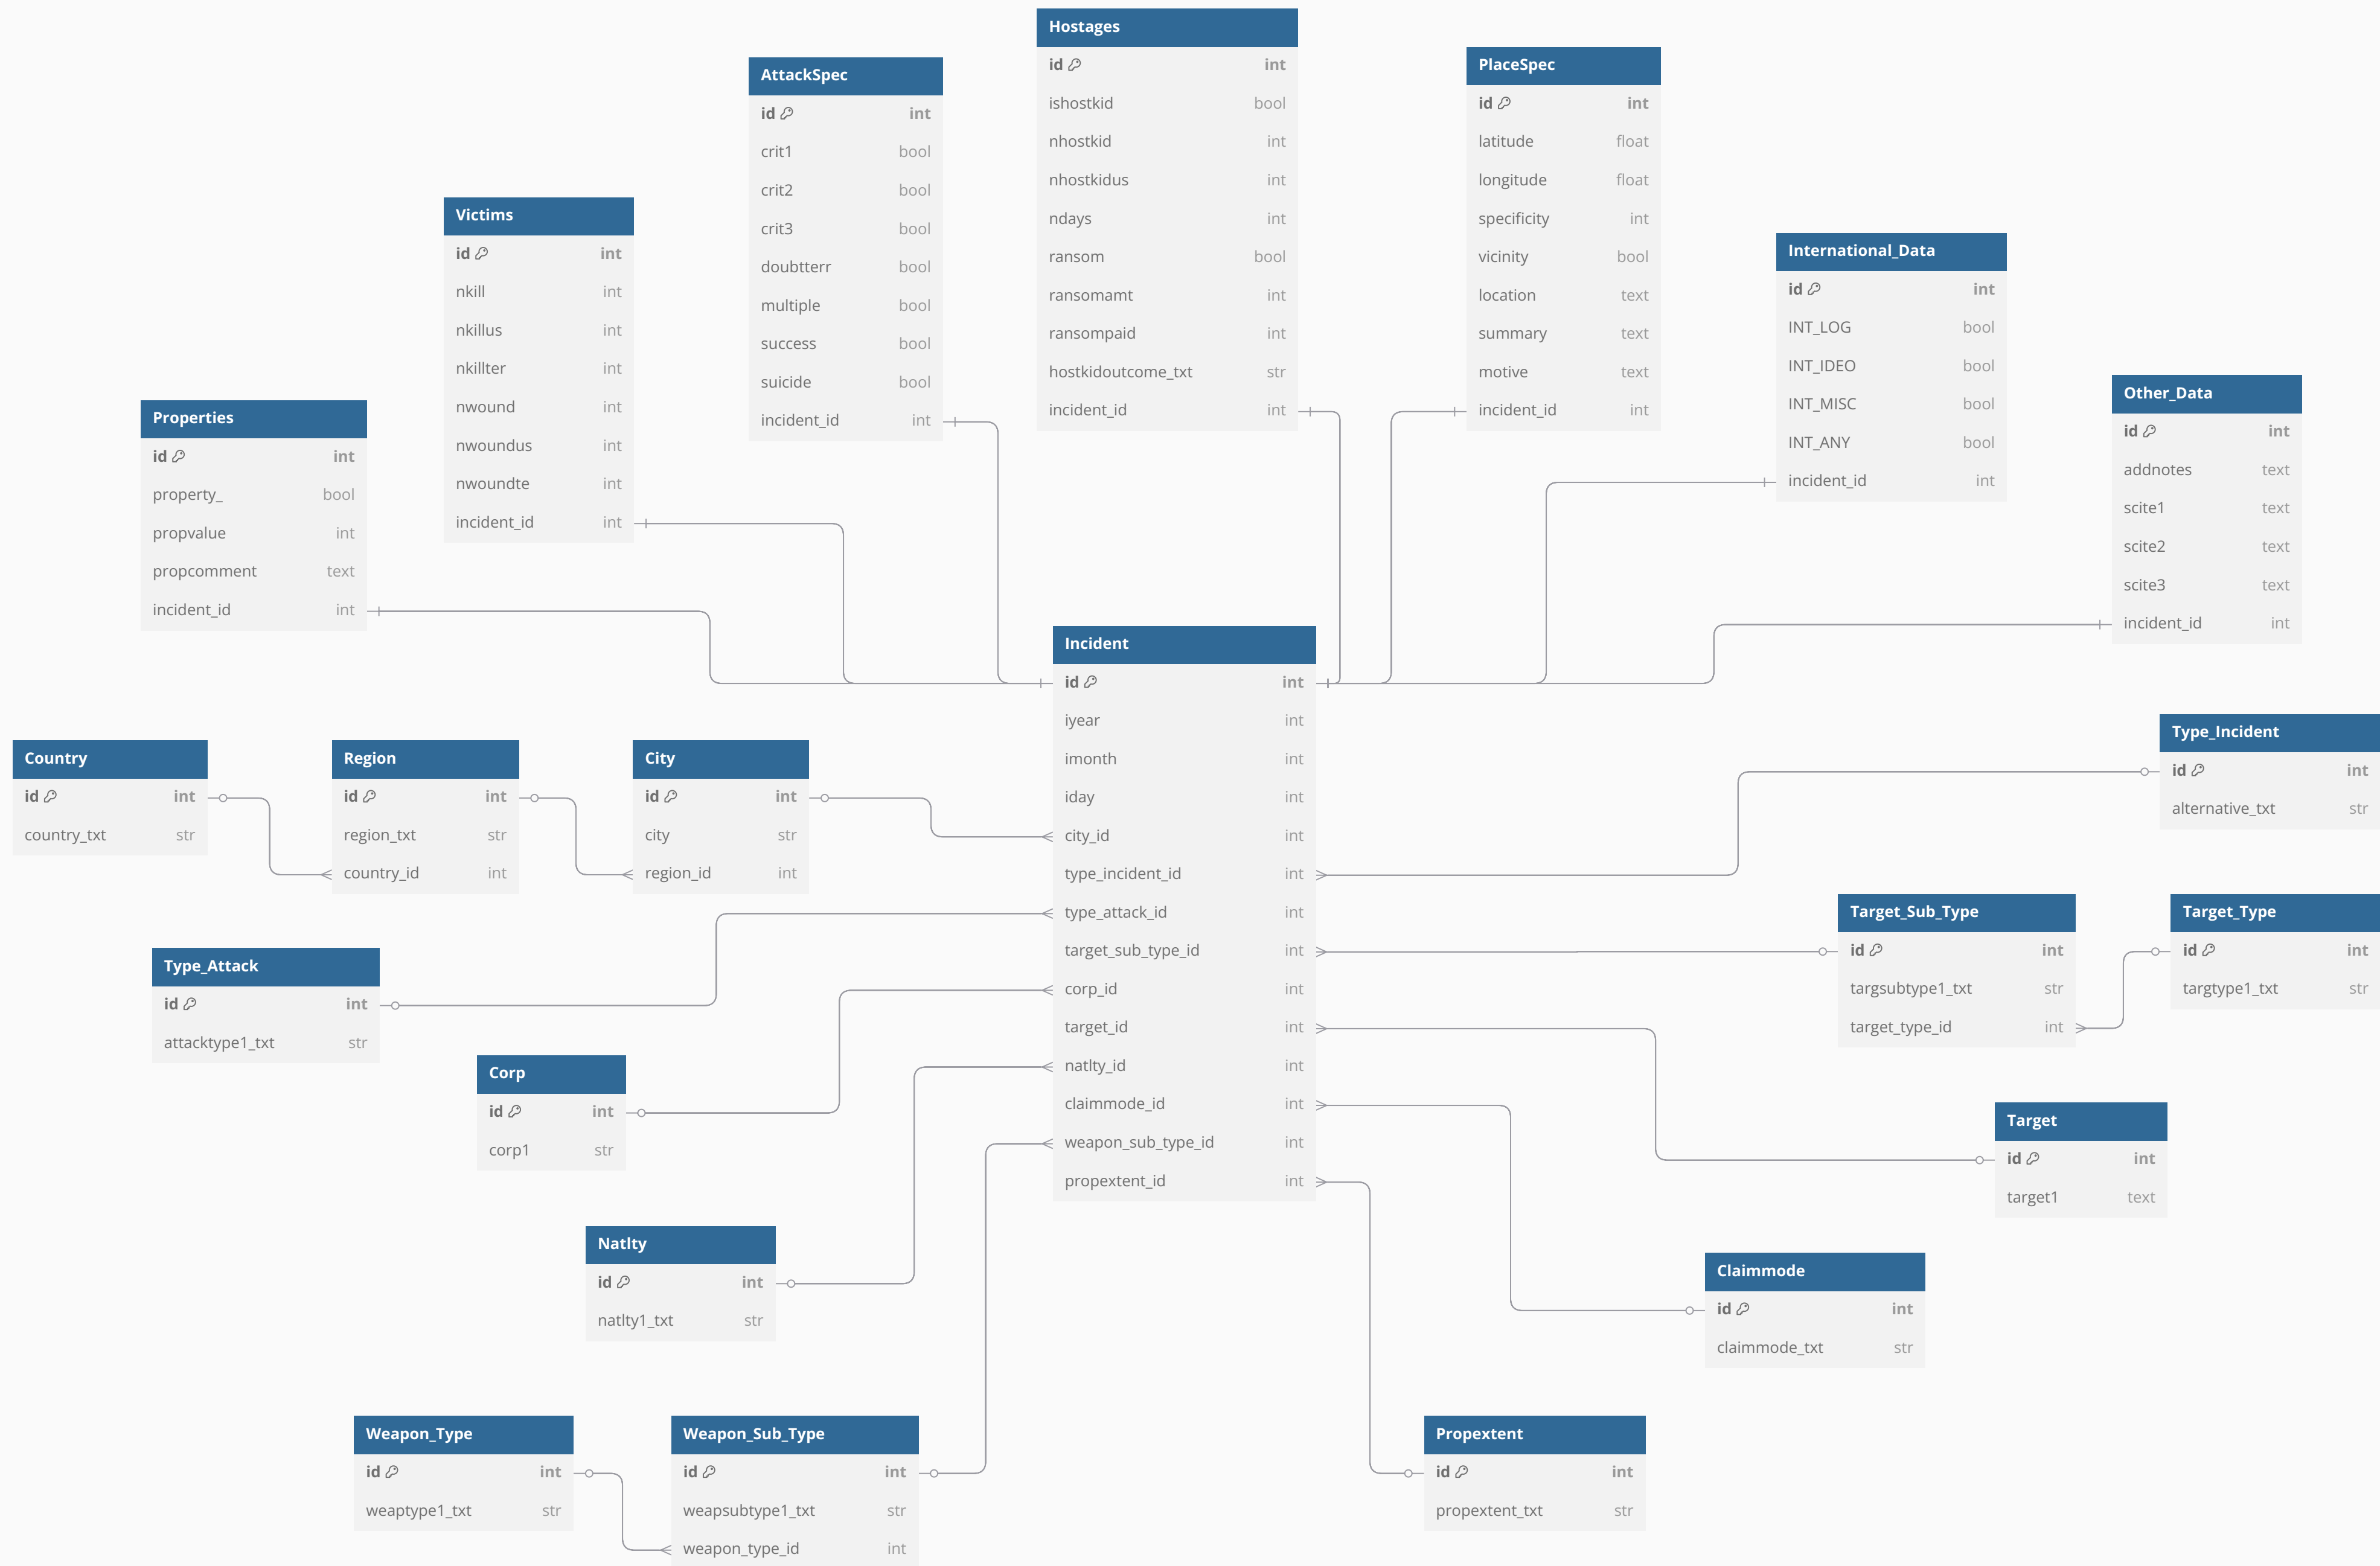 Hostages
id int
ishostkid bool
nhostkid int
nhostkidus int
ndays int
ransom bool
ransomamt int
ransompaid int
hostkidoutcome_txt str
incident_id int
PlaceSpec
id int
latitude float
longitude float
specificity int
vicinity bool
location text
summary text
motive text
incident_id int
AttackSpec
id int
crit1 bool
crit2 bool
crit3 bool
doubtterr bool
multiple bool
success bool
suicide bool
incident_id int
Victims
id int
nkill int
nkillus int
nkillter int
nwound int
nwoundus int
nwoundte int
incident_id int
International_Data
id int
INT_LOG bool
INT_IDEO bool
INT_MISC bool
INT_ANY bool
incident_id int
Other_Data
id int
addnotes text
scite1 text
scite2 text
scite3 text
incident_id int
Properties
id int
property_ bool
propvalue int
propcomment text
incident_id int
Incident
id int
iyear int
imonth int
iday int
city_id int
type_incident_id int
type_attack_id int
target_sub_type_id int
corp_id int
target_id int
natlty_id int
claimmode_id int
weapon_sub_type_id int
propextent_id int
Country
id int
country_txt str
Region
id int
region_txt str
country_id int
City
id int
city str
region_id int
Type_Incident
id int
alternative_txt str
Target_Sub_Type
id int
targsubtype1_txt str
target_type_id int
Target_Type
id int
targtype1_txt str
Type_Attack
id int
attacktype1_txt str
Corp
id int
corp1 str
Target
id int
target1 text
Natlty
id int
natlty1_txt str
Claimmode
id int
claimmode_txt str
Weapon_Type
id int
weaptype1_txt str
Weapon_Sub_Type
id int
weapsubtype1_txt str
weapon_type_id int
Propextent
id int
propextent_txt str